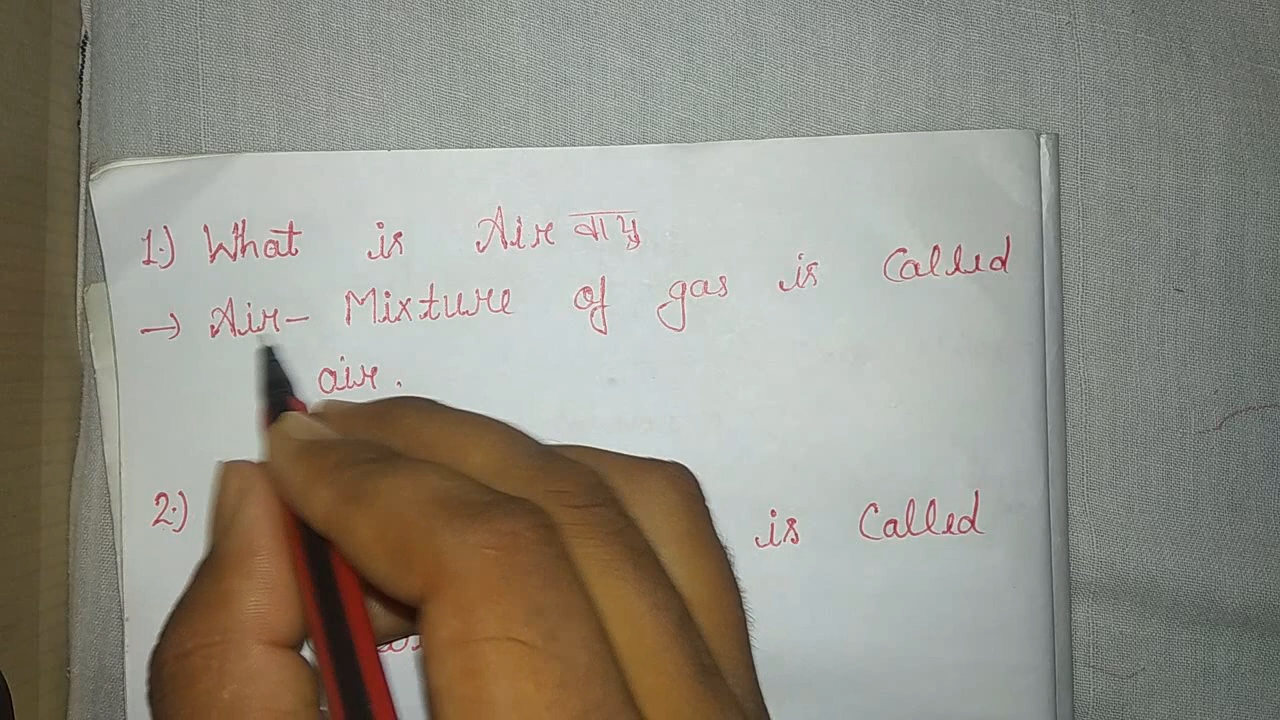 1.) What is Air वायु
→ Air- Mixture of gas is called
air.
2.) is called